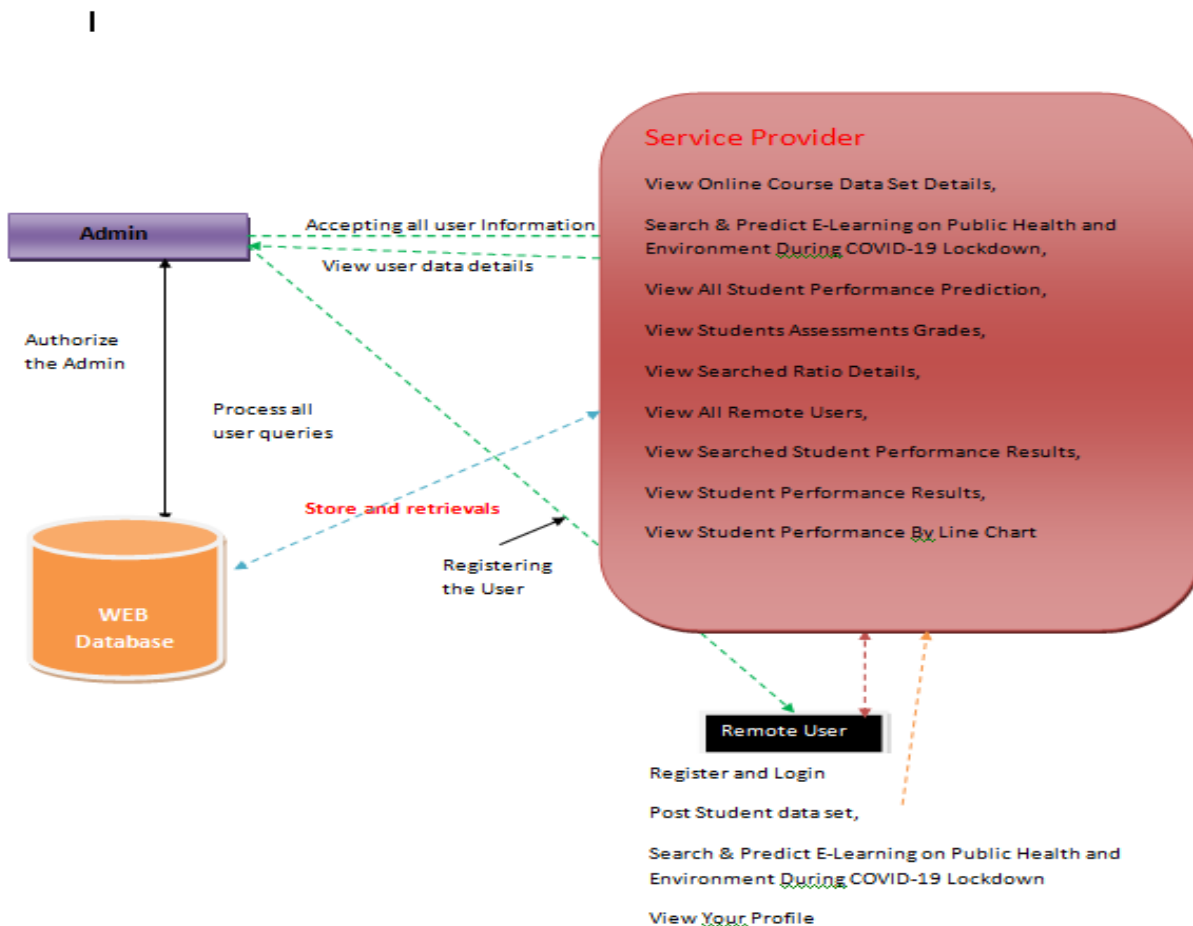 I
Service Provider
View Online Course Data Set Details,
Search & Predict E-Learning on Public Health and
Environment During COVID-19 Lockdown,
View All Student Performance Prediction,
View Students Assessments Grades,
View Searched Ratio Details,
View All Remote Users,
View Searched Student Performance Results,
View Student Performance Results,
View Student Performance By Line Chart
Admin
Accepting all user Information
View user data details
Authorize
the Admin
Process all
user queries
Store and retrievals
Registering
the User
WEB
Database
Remote User
Register and Login
Post Student data set,
Search & Predict E-Learning on Public Health and
Environment During COVID-19 Lockdown
View Your Profile